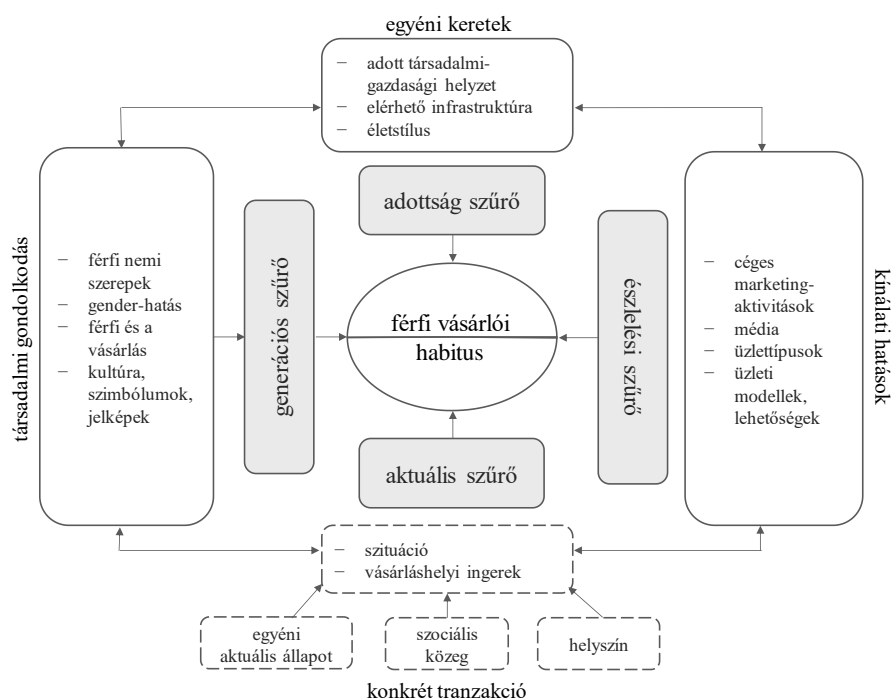 egyéni keretek
– adott társadalmi-
gazdasági helyzet
– elérhető infrastruktúra
– életstílus
társadalmi gondolkodás
– férfi nemi
szerepek
– gender-hatás
– férfi és a
vásárlás
– kultúra,
szimbólumok,
jelképek
generációs szűrő
adottság szűrő
férfi vásárlói
habitus
aktuális szűrő
észlelési szűrő
– céges
marketing-
aktivitások
– média
– üzlettípusok
– üzleti
modellek,
lehetőségek
kínálati hatások
– szituáció
– vásárláshelyi ingerek
egyéni
aktuális állapot
szociális
közeg
helyszín
konkrét tranzakció